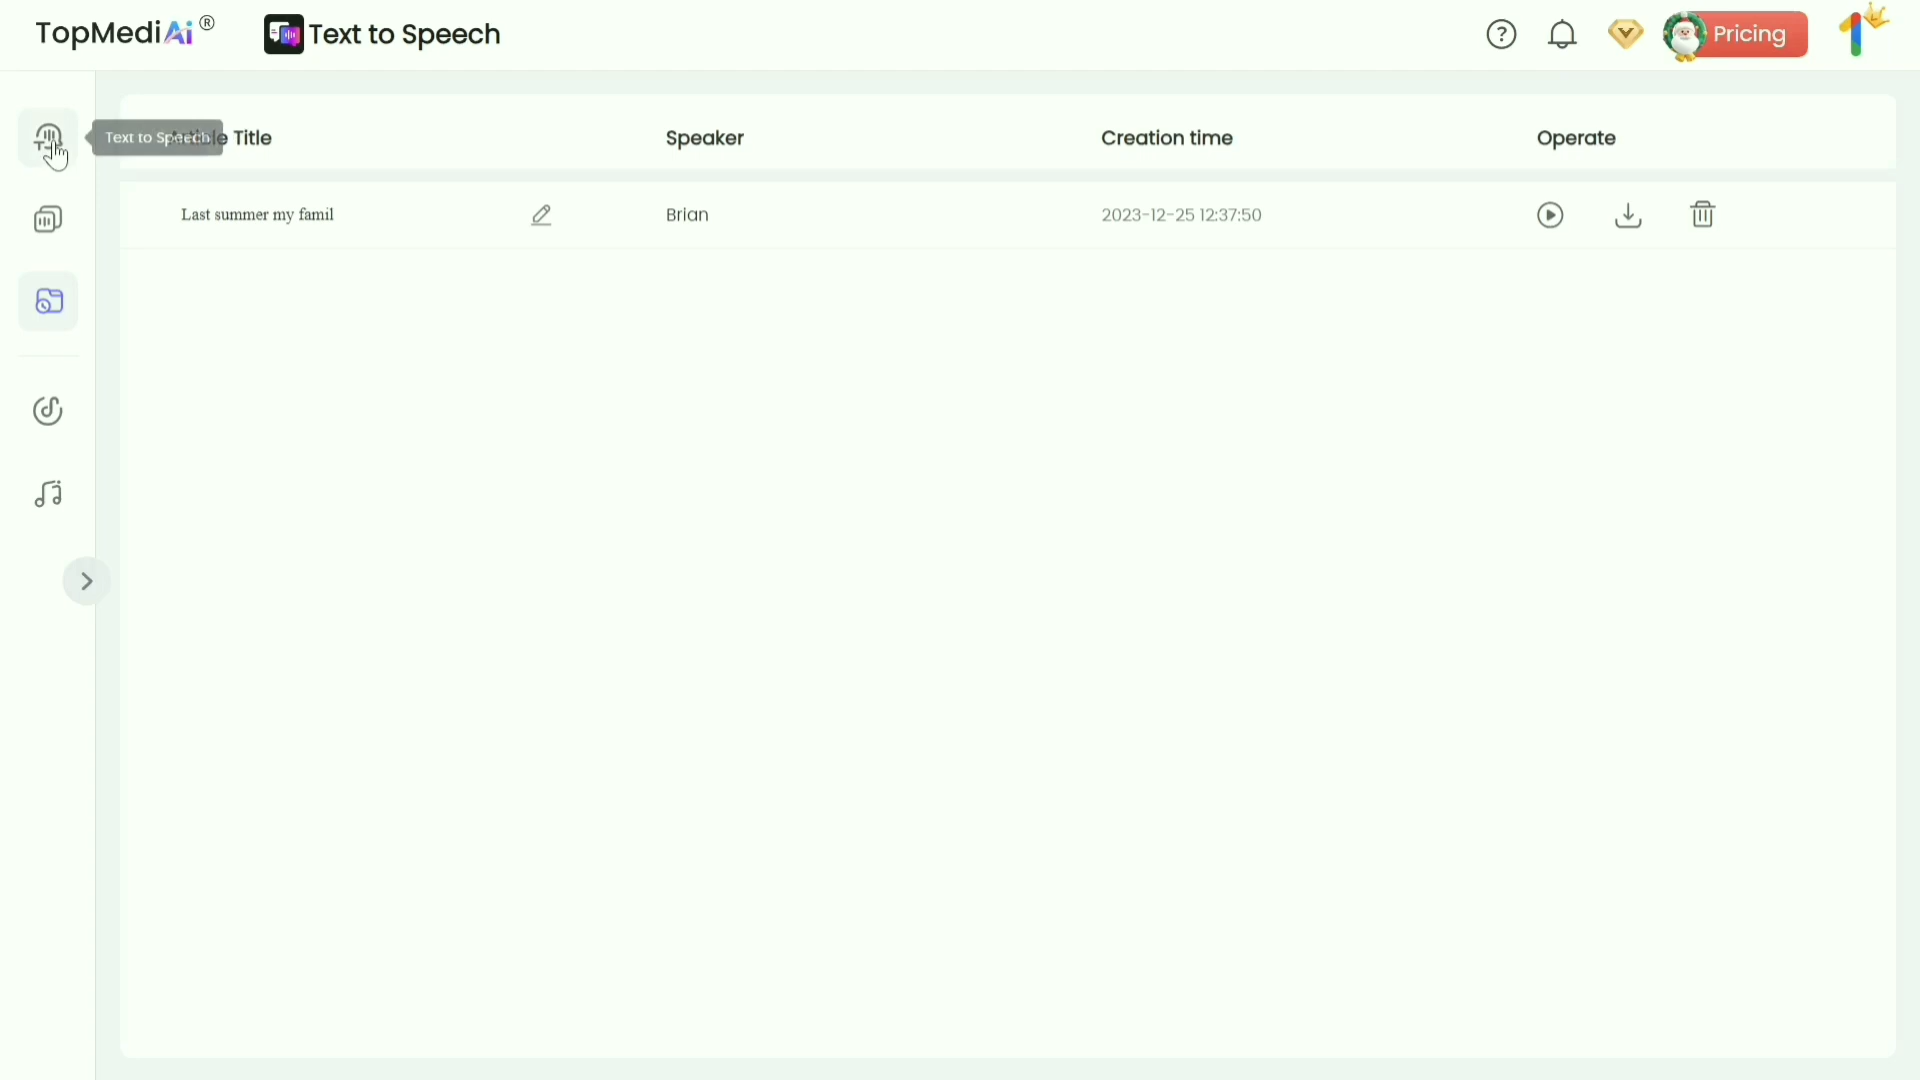 TopMediAi®
Text to Speech
Pricing
Text to Speech
Title
Speaker
Creation time
Operate
Last summer my famil
Brian
2023-12-25 12:37:50